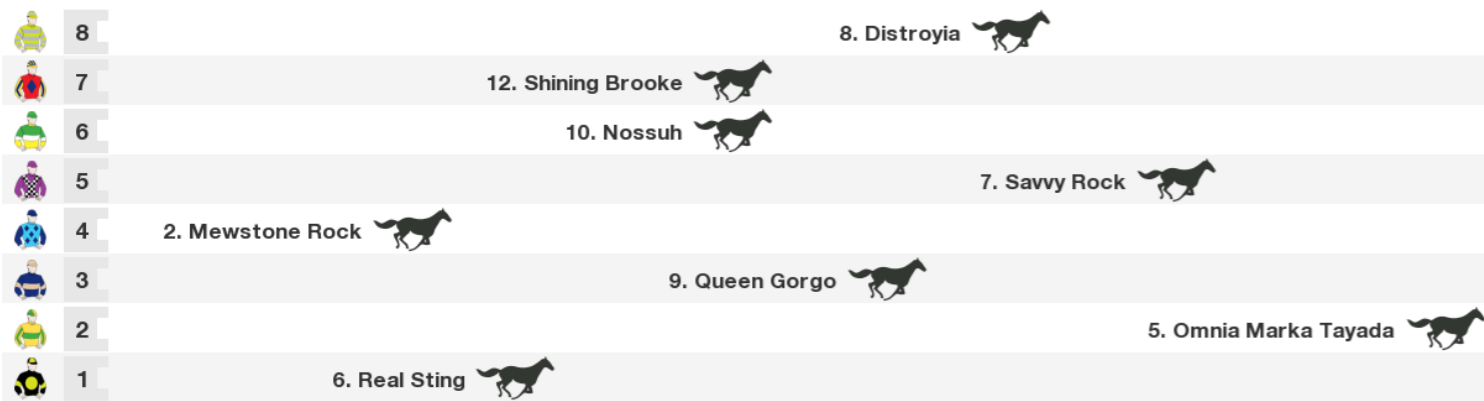 8 8. Distroyia
7 12. Shining Brooke
6 10. Nossuh
5 7. Savvy Rock
4 2. Mewstone Rock
3 9. Queen Gorgo
2 5. Omnia Marka Tayada
1 6. Real Sting